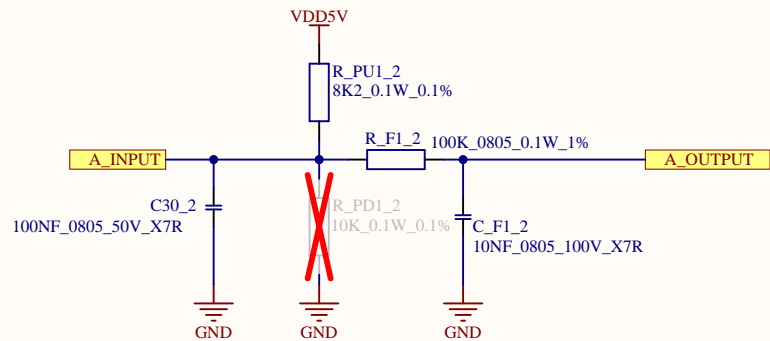 VDD5V
R_PU1_2
8K2_0.1W_0.1%
R_F1_2
100K_0805_0.1W_1%
A_INPUT
A_OUTPUT
C30_2
100NF_0805_50V_X7R
R_PD1_2
10K_0.1W_0.1%
C_F1_2
10NF_0805_100V_X7R
GND
GND
GND